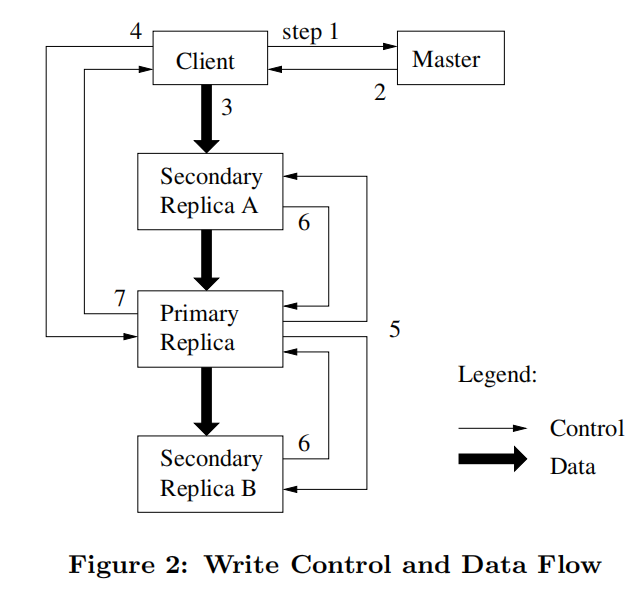 4
step 1
Client
Master
2
3
Secondary
Replica A
6
7
Primary
Replica
5
Legend:
Control
Data
6
Secondary
Replica B
Figure 2: Write Control and Data Flow